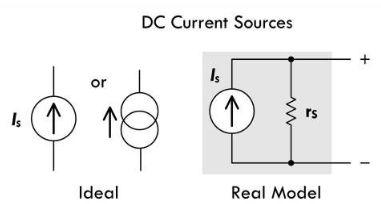 DC Current Sources
Is
or
Is
rs
+
−
Ideal
Real Model